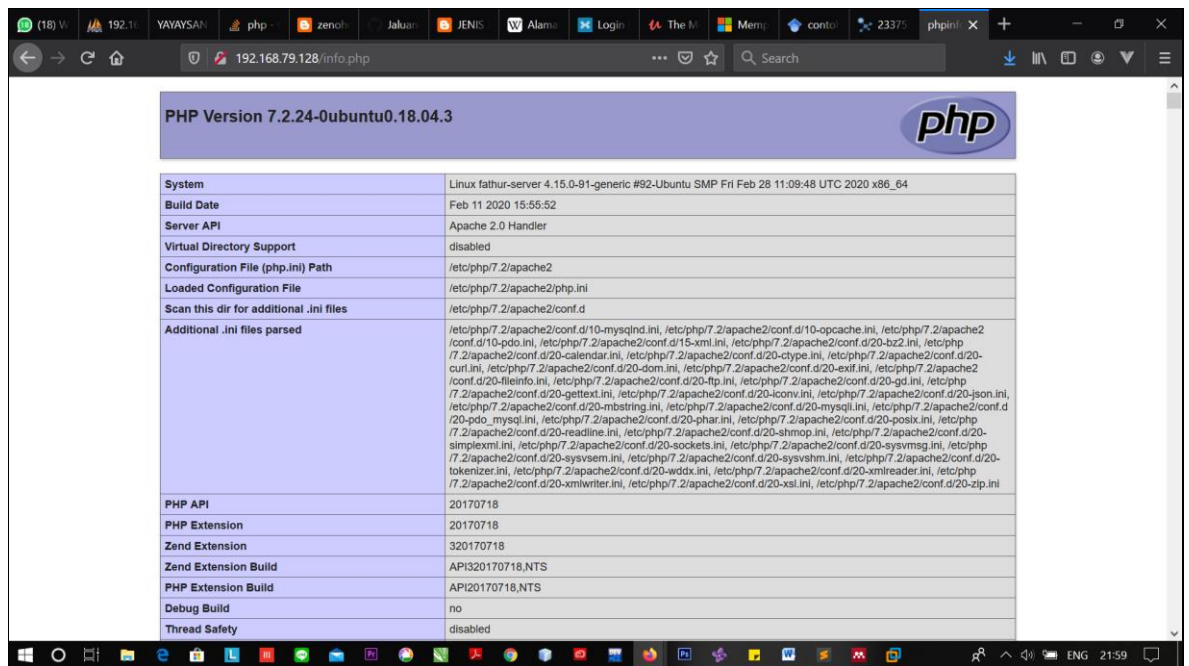 (18) W
192.16
YAYAYSAN
php -
zenoh
Jaluar
JENIS
Alama
Login
The M
Memp
conto
23375
phpinf
192.168.79.128/info.php
Search
PHP Version 7.2.24-0ubuntu0.18.04.3
php
System Linux fathur-server 4.15.0-91-generic #92-Ubuntu SMP Fri Feb 28 11:09:48 UTC 2020 x86_64
Build Date Feb 11 2020 15:55:52
Server API Apache 2.0 Handler
Virtual Directory Support disabled
Configuration File (php.ini) Path /etc/php/7.2/apache2
Loaded Configuration File /etc/php/7.2/apache2/php.ini
Scan this dir for additional .ini files /etc/php/7.2/apache2/conf.d
Additional .ini files parsed /etc/php/7.2/apache2/conf.d/10-mysqlnd.ini, /etc/php/7.2/apache2/conf.d/10-opcache.ini, /etc/php/7.2/apache2
/conf.d/10-pdo.ini, /etc/php/7.2/apache2/conf.d/15-xml.ini, /etc/php/7.2/apache2/conf.d/20-bz2.ini, /etc/php
/7.2/apache2/conf.d/20-calendar.ini, /etc/php/7.2/apache2/conf.d/20-ctype.ini, /etc/php/7.2/apache2/conf.d/20-
curl.ini, /etc/php/7.2/apache2/conf.d/20-dom.ini, /etc/php/7.2/apache2/conf.d/20-exif.ini, /etc/php/7.2/apache2
/conf.d/20-fileinfo.ini, /etc/php/7.2/apache2/conf.d/20-ftp.ini, /etc/php/7.2/apache2/conf.d/20-gd.ini, /etc/php
/7.2/apache2/conf.d/20-gettext.ini, /etc/php/7.2/apache2/conf.d/20-iconv.ini, /etc/php/7.2/apache2/conf.d/20-json.ini,
/etc/php/7.2/apache2/conf.d/20-mbstring.ini, /etc/php/7.2/apache2/conf.d/20-mysqli.ini, /etc/php/7.2/apache2/conf.d
/20-pdo_mysql.ini, /etc/php/7.2/apache2/conf.d/20-phar.ini, /etc/php/7.2/apache2/conf.d/20-posix.ini, /etc/php
/7.2/apache2/conf.d/20-readline.ini, /etc/php/7.2/apache2/conf.d/20-shmop.ini, /etc/php/7.2/apache2/conf.d/20-
simplexml.ini, /etc/php/7.2/apache2/conf.d/20-sockets.ini, /etc/php/7.2/apache2/conf.d/20-sysvmsg.ini, /etc/php
/7.2/apache2/conf.d/20-sysvsem.ini, /etc/php/7.2/apache2/conf.d/20-sysvshm.ini, /etc/php/7.2/apache2/conf.d/20-
tokenizer.ini, /etc/php/7.2/apache2/conf.d/20-wddx.ini, /etc/php/7.2/apache2/conf.d/20-xmlreader.ini, /etc/php
/7.2/apache2/conf.d/20-xmlwriter.ini, /etc/php/7.2/apache2/conf.d/20-xsl.ini, /etc/php/7.2/apache2/conf.d/20-zip.ini
PHP API 20170718
PHP Extension 20170718
Zend Extension 320170718
Zend Extension Build API320170718,NTS
PHP Extension Build API20170718,NTS
Debug Build no
Thread Safety disabled
ENG 21:59